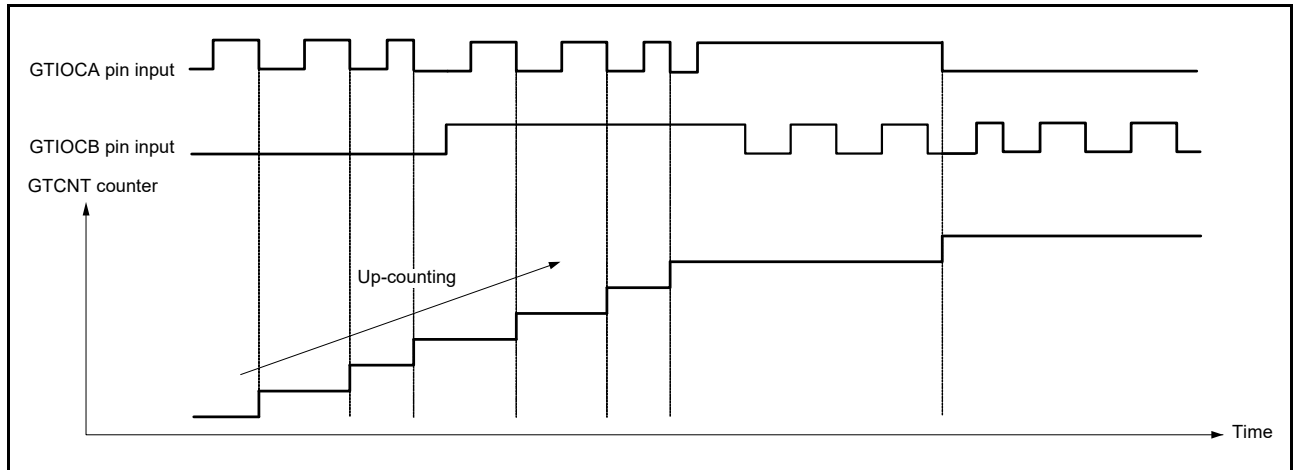 GTIOCA pin input
GTIOCB pin input
GTCNT counter
Up-counting
Time